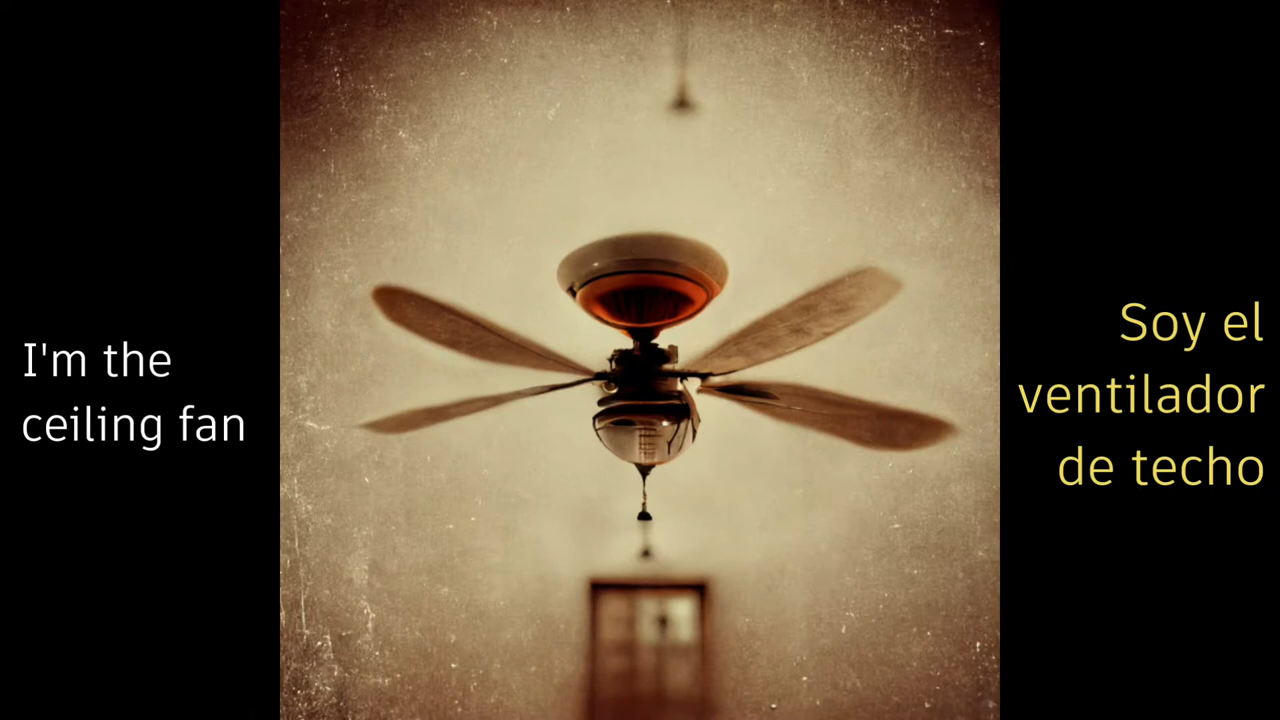 I'm the
ceiling fan
Soy el
ventilador
de techo